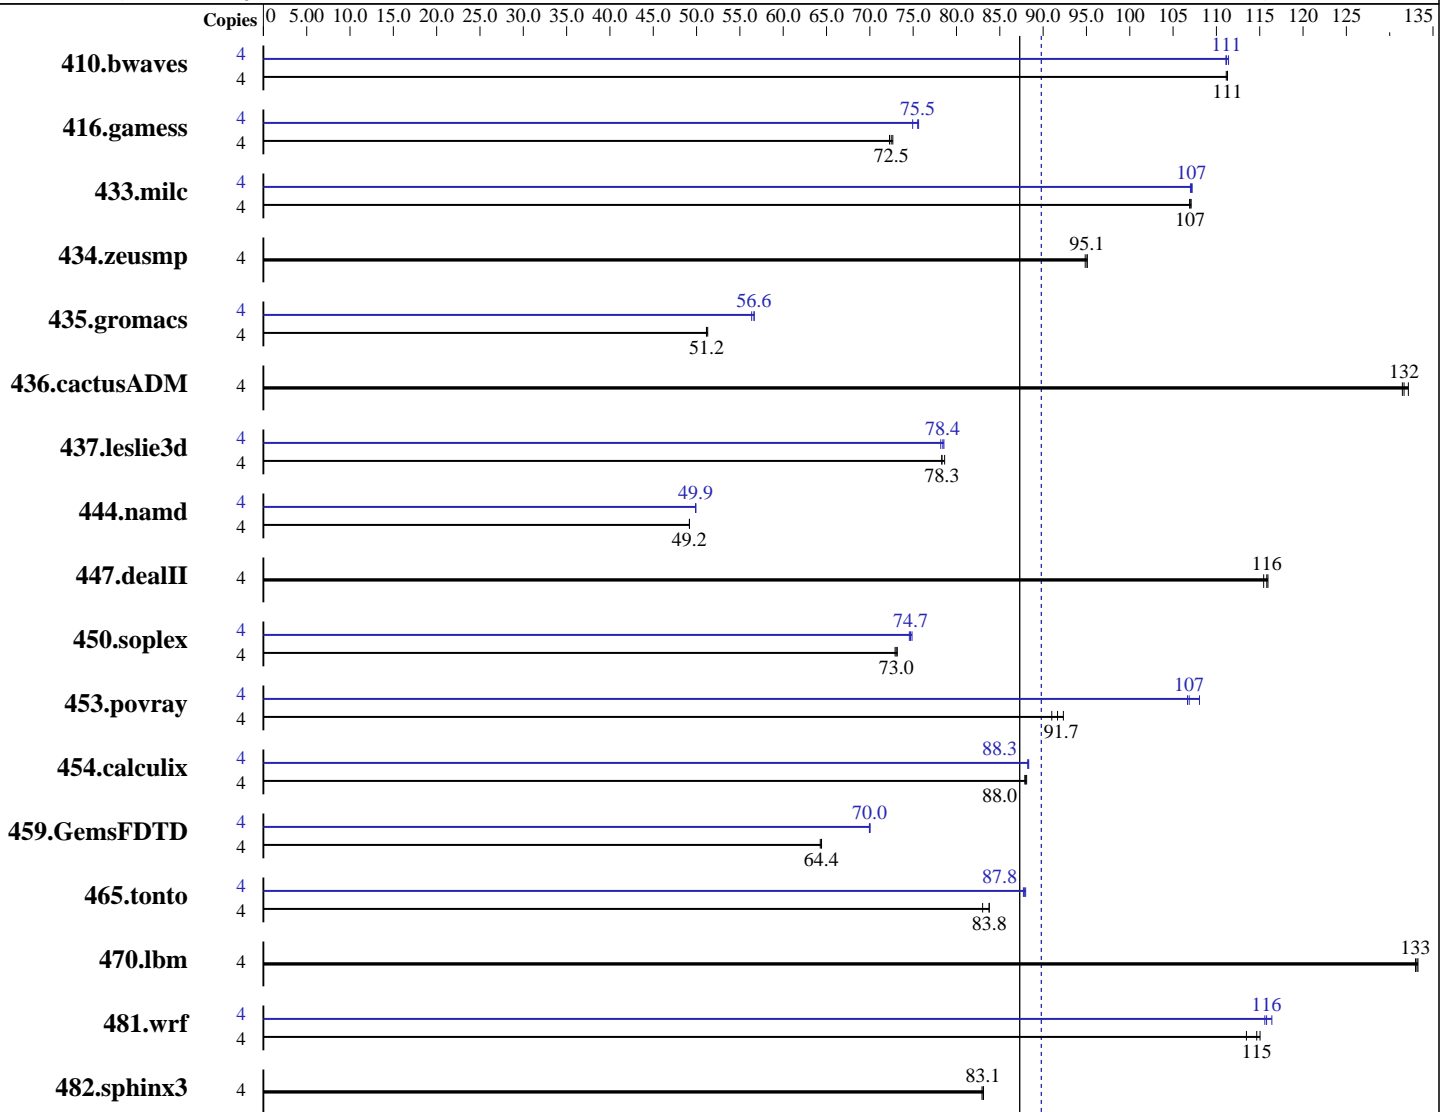 Copies 0 5.00 10.0 15.0 20.0 25.0 30.0 35.0 40.0 45.0 50.0 55.0 60.0 65.0 70.0 75.0 80.0 85.0 90.0 95.0 100 105 110 115 120 125 135
410.bwaves 4 111
4 111
416.gamess 4 75.5
4 72.5
433.milc 4 107
4 107
434.zeusmp 4 95.1
435.gromacs 4 56.6
4 51.2
436.cactusADM 4 132
437.leslie3d 4 78.4
4 78.3
444.namd 4 49.9
4 49.2
447.dealII 4 116
450.soplex 4 74.7
4 73.0
453.povray 4 107
4 91.7
454.calculix 4 88.3
4 88.0
459.GemsFDTD 4 70.0
4 64.4
465.tonto 4 87.8
4 83.8
470.lbm 4 133
481.wrf 4 116
4 115
482.sphinx3 4 83.1